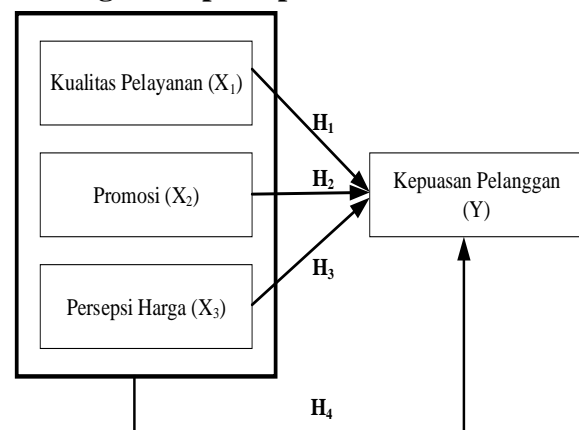 Kualitas Pelayanan (X₁)
H₁
Promosi (X₂)
H₂
Kepuasan Pelanggan
(Y)
Persepsi Harga (X₃)
H₃
H₄